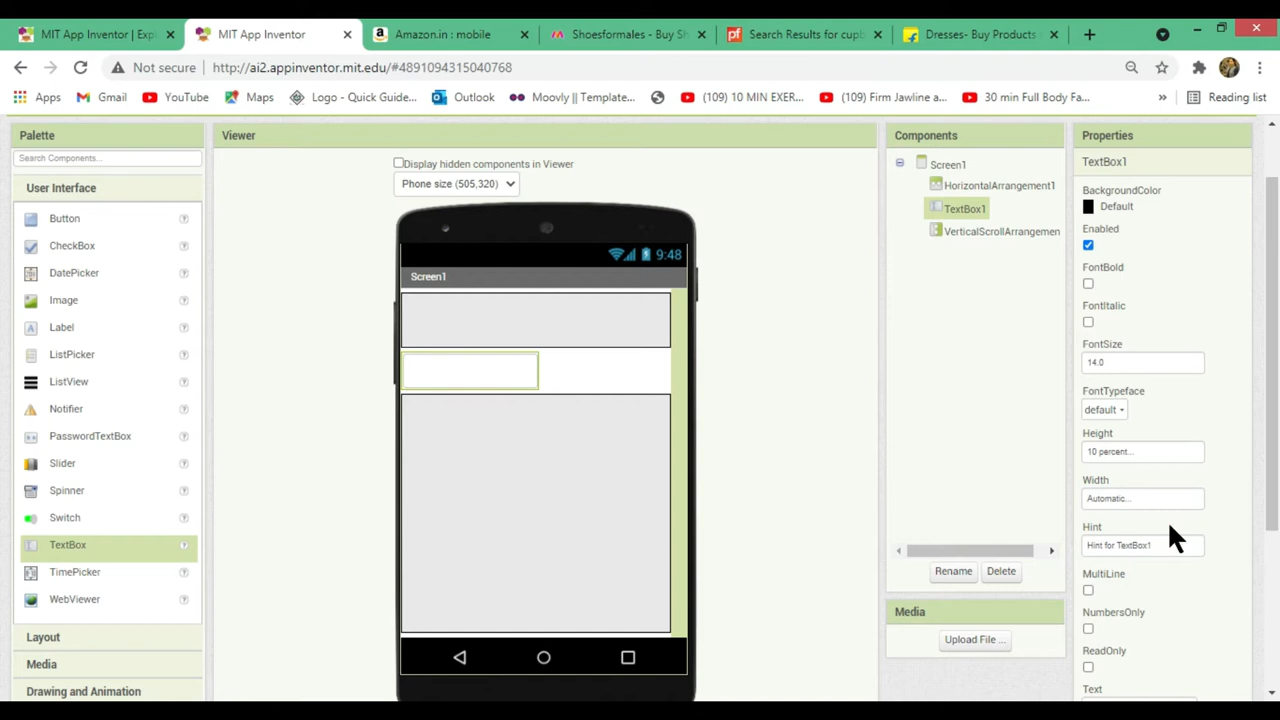 MIT App Inventor | Expl
MIT App Inventor
Amazon.in : mobile
Shoesformales - Buy Sh
Search Results for cupb
Dresses- Buy Products
Not secure
http://ai2.appinventor.mit.edu/#4891094315040768
Apps
Gmail
YouTube
Maps
Logo - Quick Guide...
Outlook
Moovly || Template...
(109) 10 MIN EXER...
(109) Firm Jawline a...
30 min Full Body Fa...
»
Reading list
Palette
Search Components...
User Interface
Button
CheckBox
DatePicker
Image
Label
ListPicker
ListView
Notifier
PasswordTextBox
Slider
Spinner
Switch
TextBox
TimePicker
WebViewer
Layout
Media
Drawing and Animation
Viewer
Display hidden components in Viewer
Phone size (505,320)
9:48
Screen1
Components
Screen1
HorizontalArrangement1
TextBox1
VerticalScrollArrangemen
Rename
Delete
Media
Upload File ...
Properties
TextBox1
BackgroundColor
Default
Enabled
FontBold
FontItalic
FontSize
14.0
FontTypeface
default
Height
10 percent...
Width
Automatic...
Hint
Hint for TextBox1
MultiLine
NumbersOnly
ReadOnly
Text